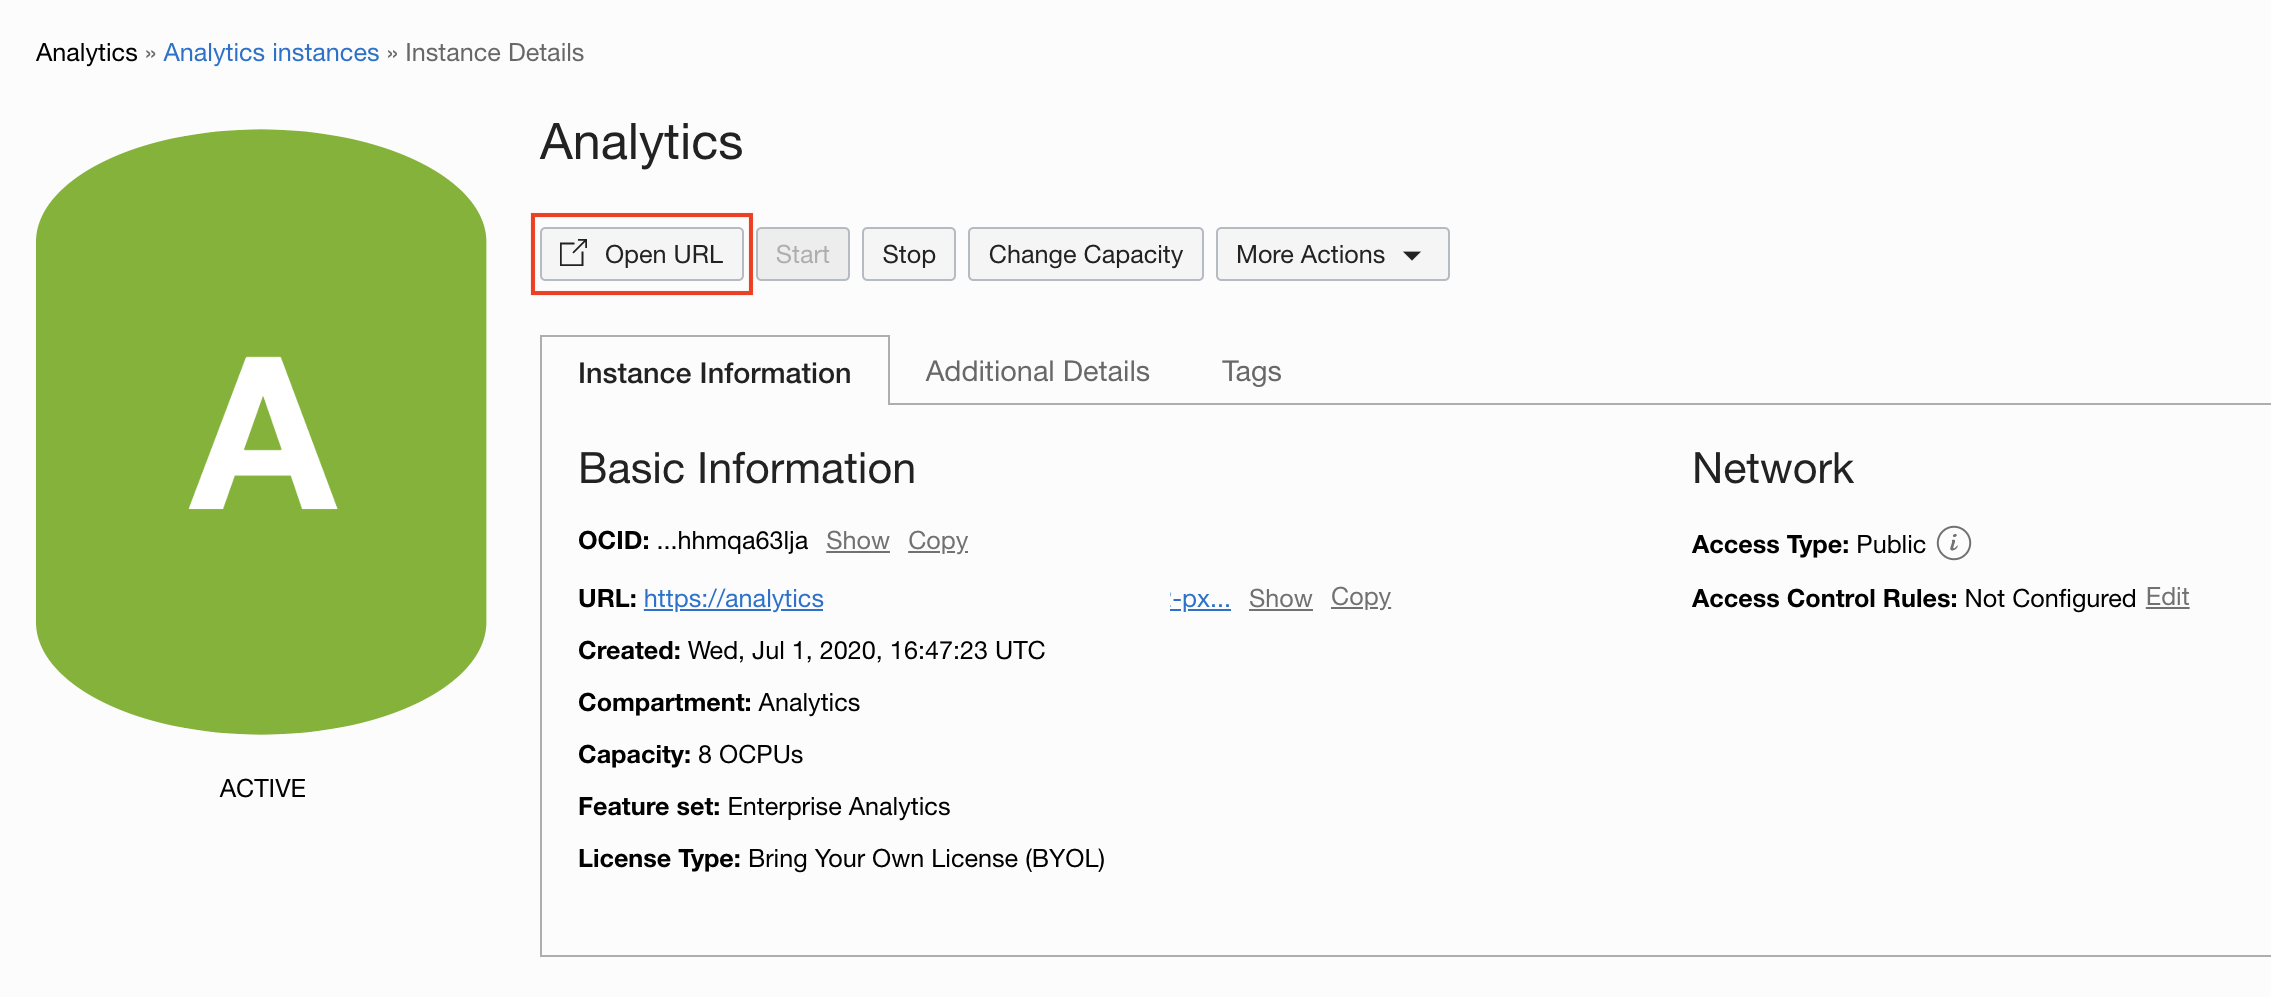 Analytics » Analytics instances » Instance Details
Analytics
Open URL Start Stop Change Capacity More Actions
A
ACTIVE
Instance Information Additional Details Tags
Basic Information
OCID: ...hhmqa63lja Show Copy
URL: https://analytics -px... Show Copy
Created: Wed, Jul 1, 2020, 16:47:23 UTC
Compartment: Analytics
Capacity: 8 OCPUs
Feature set: Enterprise Analytics
License Type: Bring Your Own License (BYOL)
Network
Access Type: Public i
Access Control Rules: Not Configured Edit